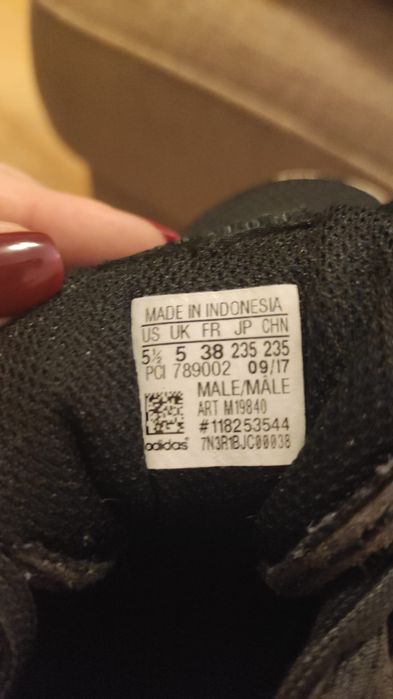 MADE IN INDONESIA
US UK FR JP CHN
5½ 5 38 235 235
PCI 789002 09/17
MALE/MÂLE
ART M19840
#118253544
adidas® 7N3R1BJC00038